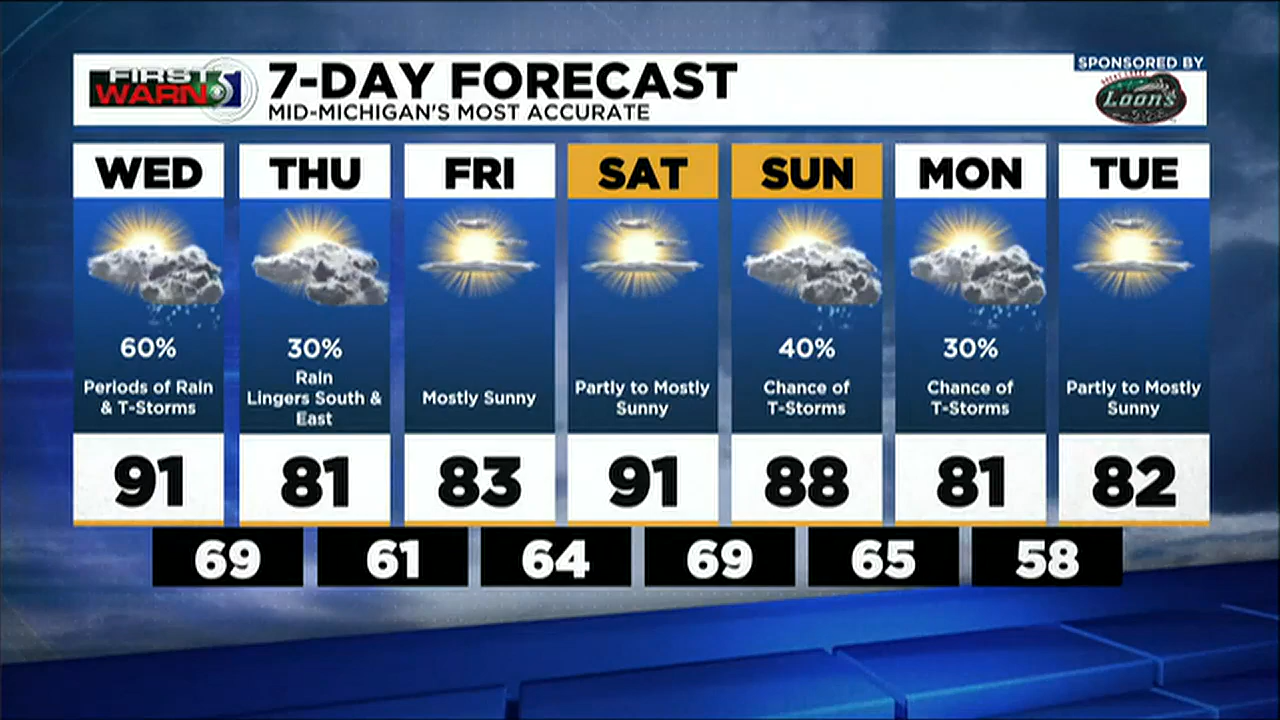 FIRST
WARN 5
7-DAY FORECAST
MID-MICHIGAN'S MOST ACCURATE
SPONSORED BY
Loons
WED
THU
FRI
SAT
SUN
MON
TUE
60%
Periods of Rain
& T-Storms
30%
Rain
Lingers South &
East
Mostly Sunny
Partly to Mostly
Sunny
40%
Chance of
T-Storms
30%
Chance of
T-Storms
Partly to Mostly
Sunny
91
81
83
91
88
81
82
69
61
64
69
65
58